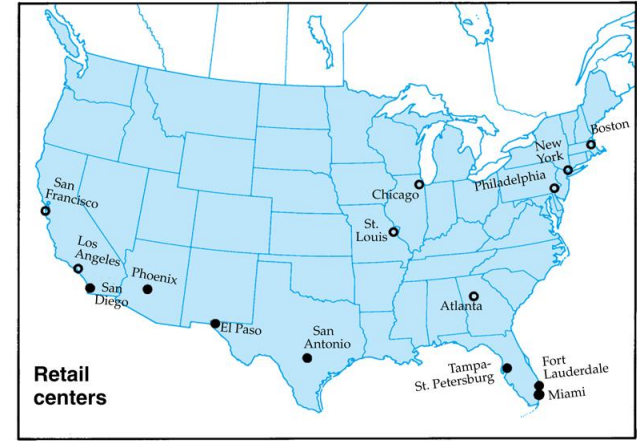 Boston
New
York
Philadelphia
Chicago
St.
Louis
San
Francisco
Los
Angeles
Phoenix
San
Diego
El Paso
San
Antonio
Atlanta
Tampa-
St. Petersburg
Fort
Lauderdale
Miami
Retail
centers